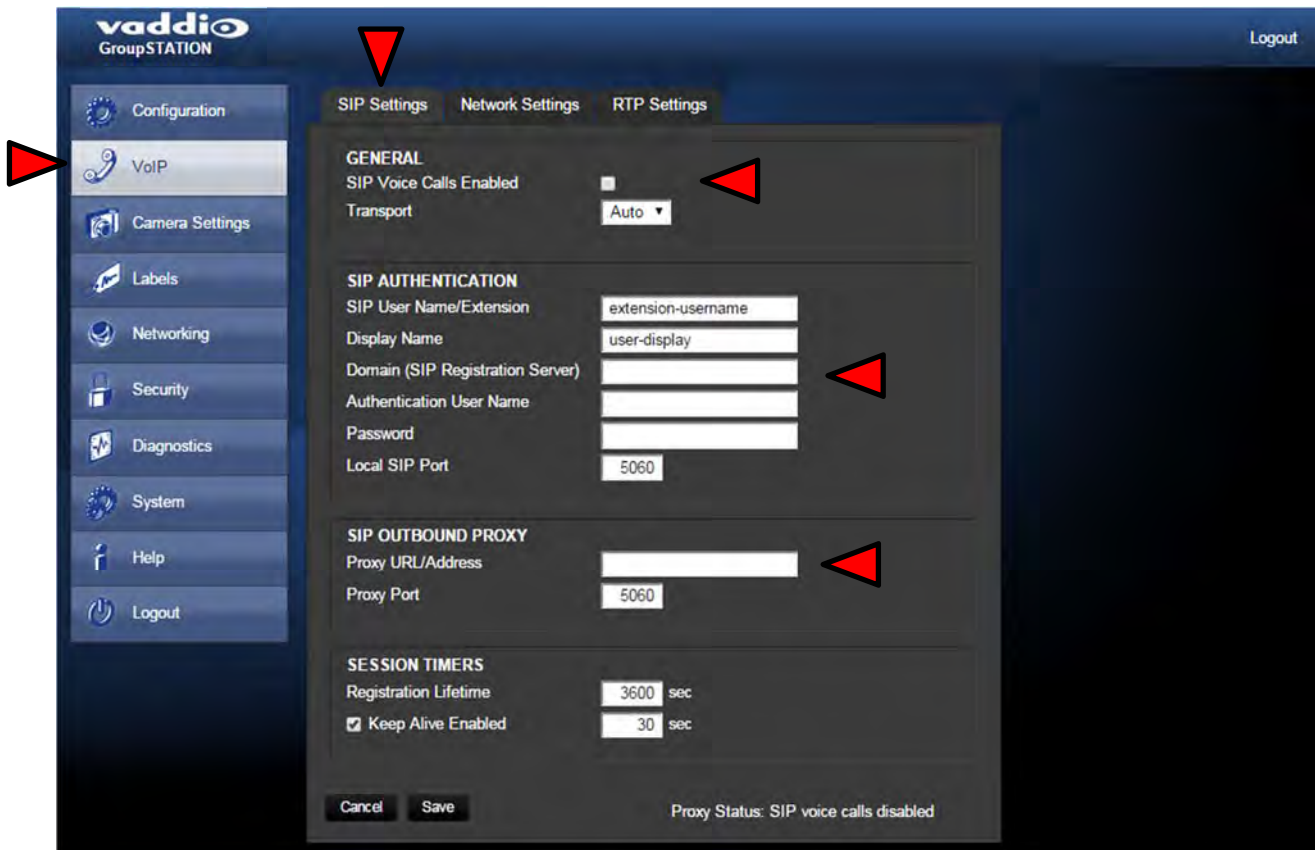 vaddio
GroupSTATION
Logout
Configuration
VoIP
Camera Settings
Labels
Networking
Security
Diagnostics
System
Help
Logout
SIP Settings Network Settings RTP Settings
GENERAL
SIP Voice Calls Enabled
Transport Auto
SIP AUTHENTICATION
SIP User Name/Extension extension-username
Display Name user-display
Domain (SIP Registration Server)
Authentication User Name
Password
Local SIP Port 5060
SIP OUTBOUND PROXY
Proxy URL/Address
Proxy Port 5060
SESSION TIMERS
Registration Lifetime 3600 sec
Keep Alive Enabled 30 sec
Cancel Save Proxy Status: SIP voice calls disabled